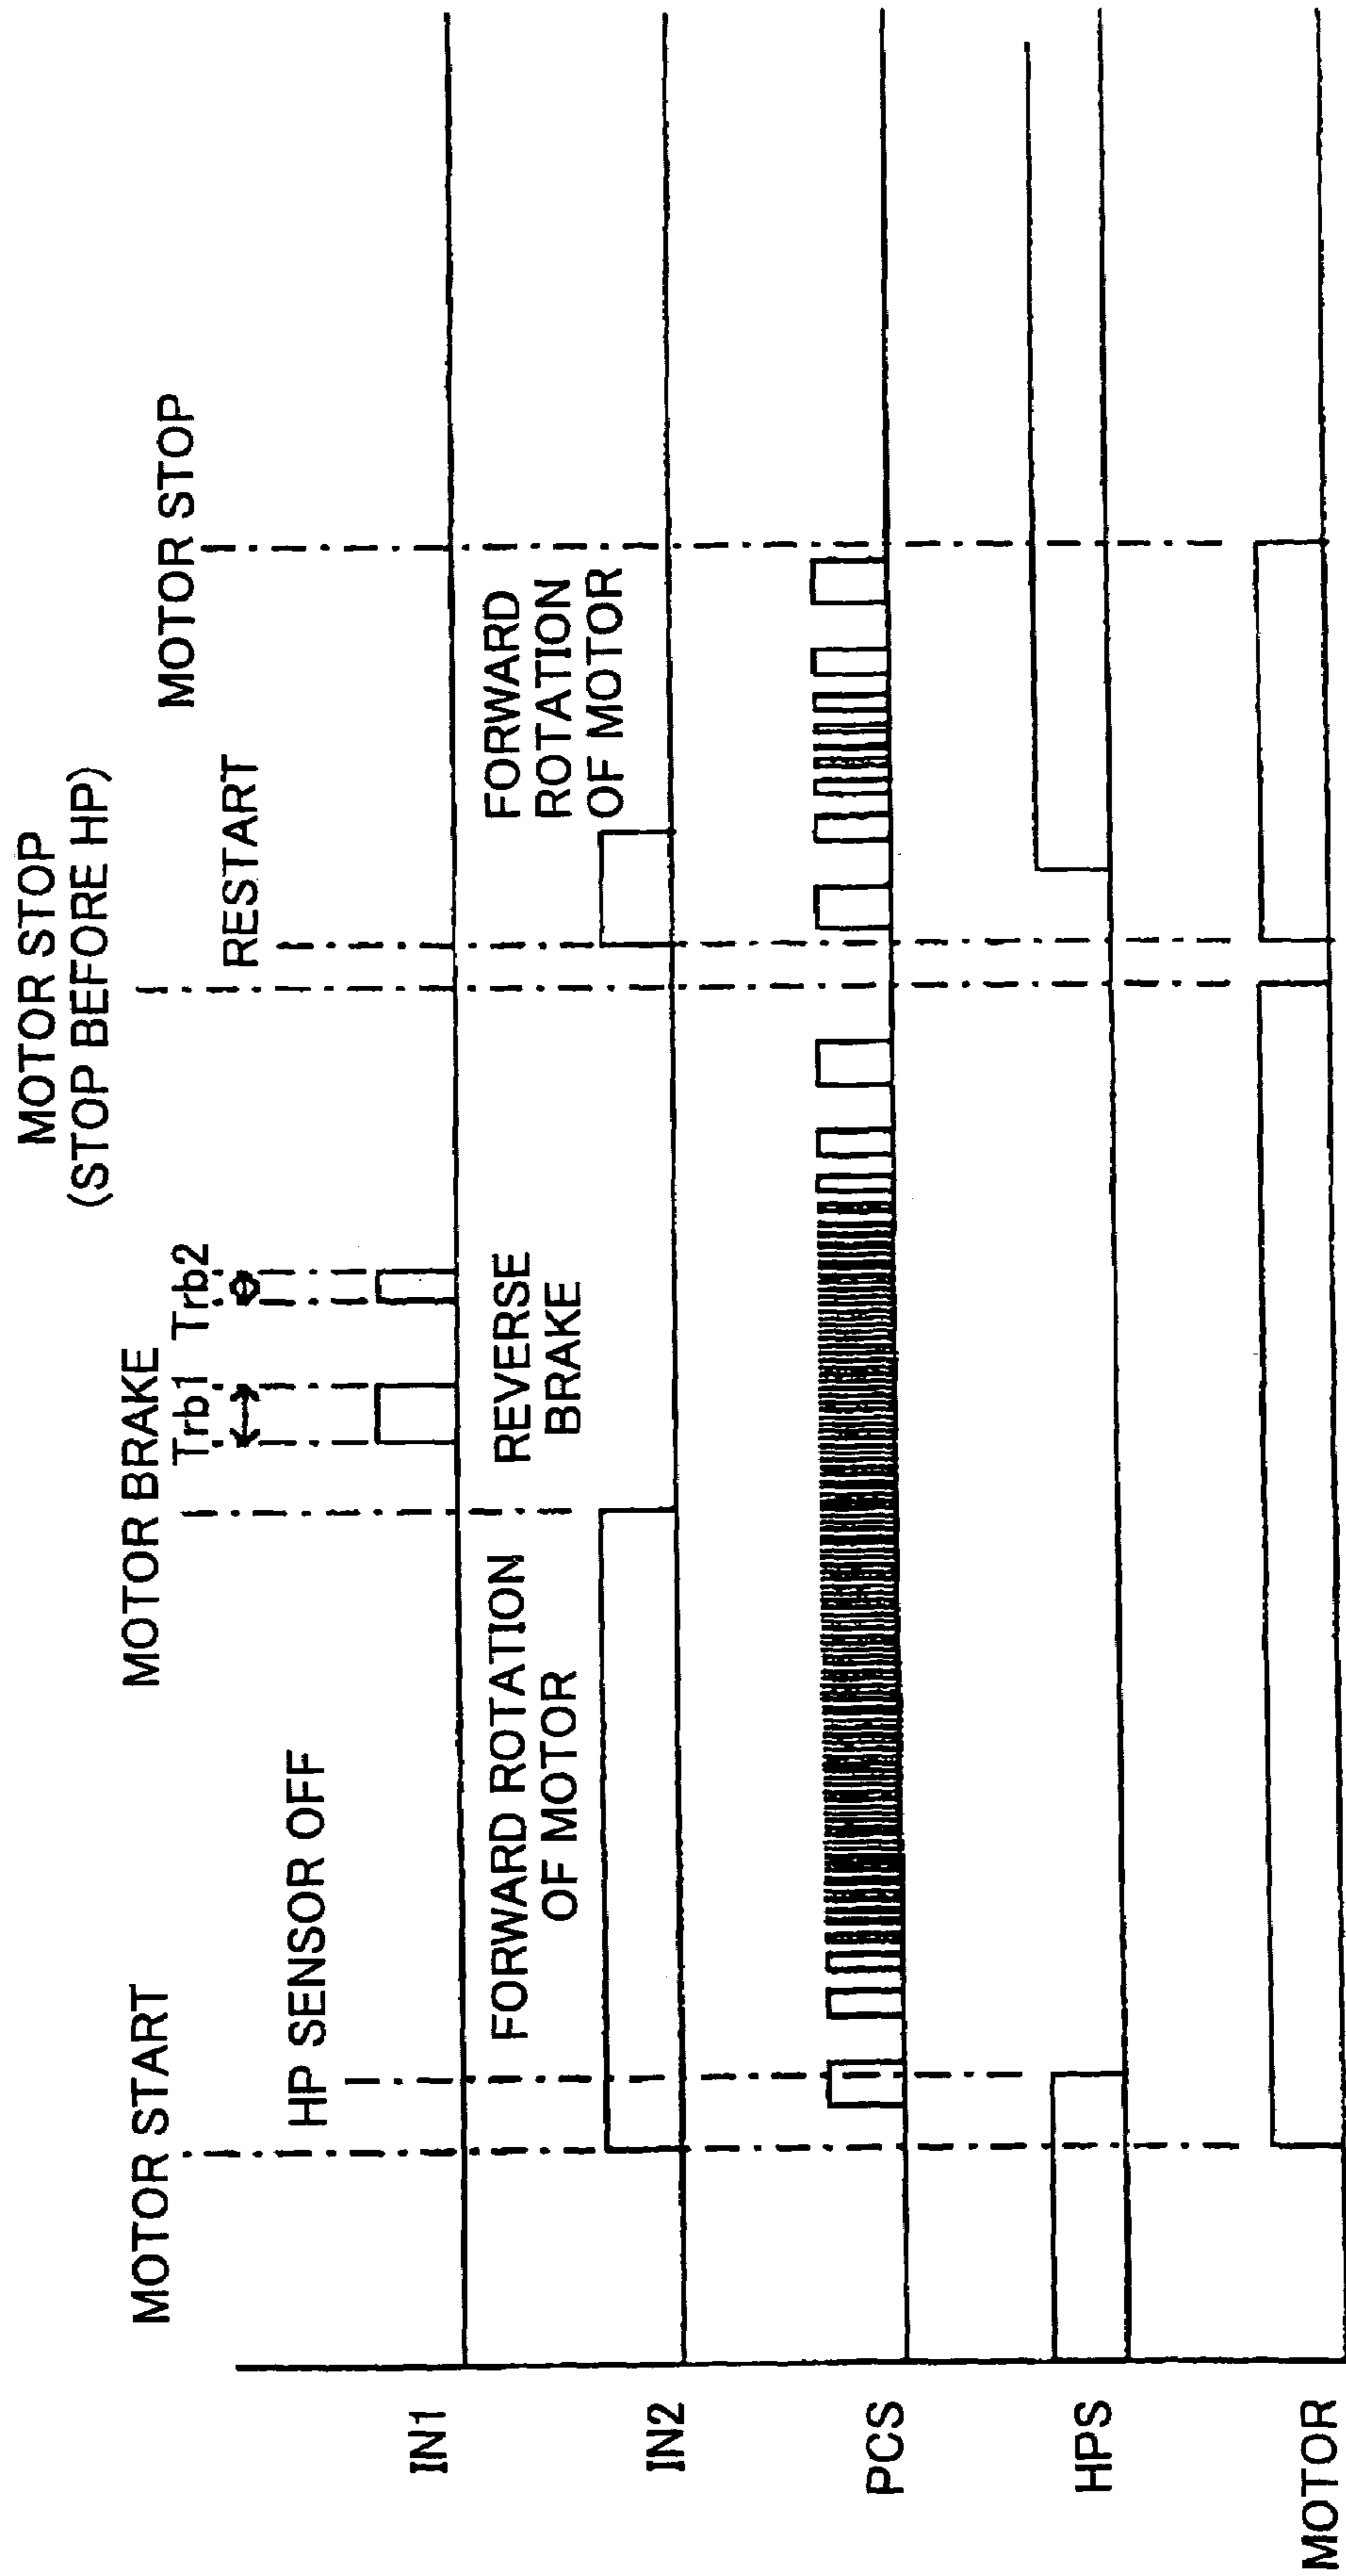 MOTOR STOP
(STOP BEFORE HP)
MOTOR START
MOTOR BRAKE
MOTOR STOP
Trb1
Trb2
RESTART
HP SENSOR OFF
IN1
FORWARD ROTATION
OF MOTOR
REVERSE
BRAKE
FORWARD
ROTATION
OF MOTOR
IN2
PCS
HPS
MOTOR